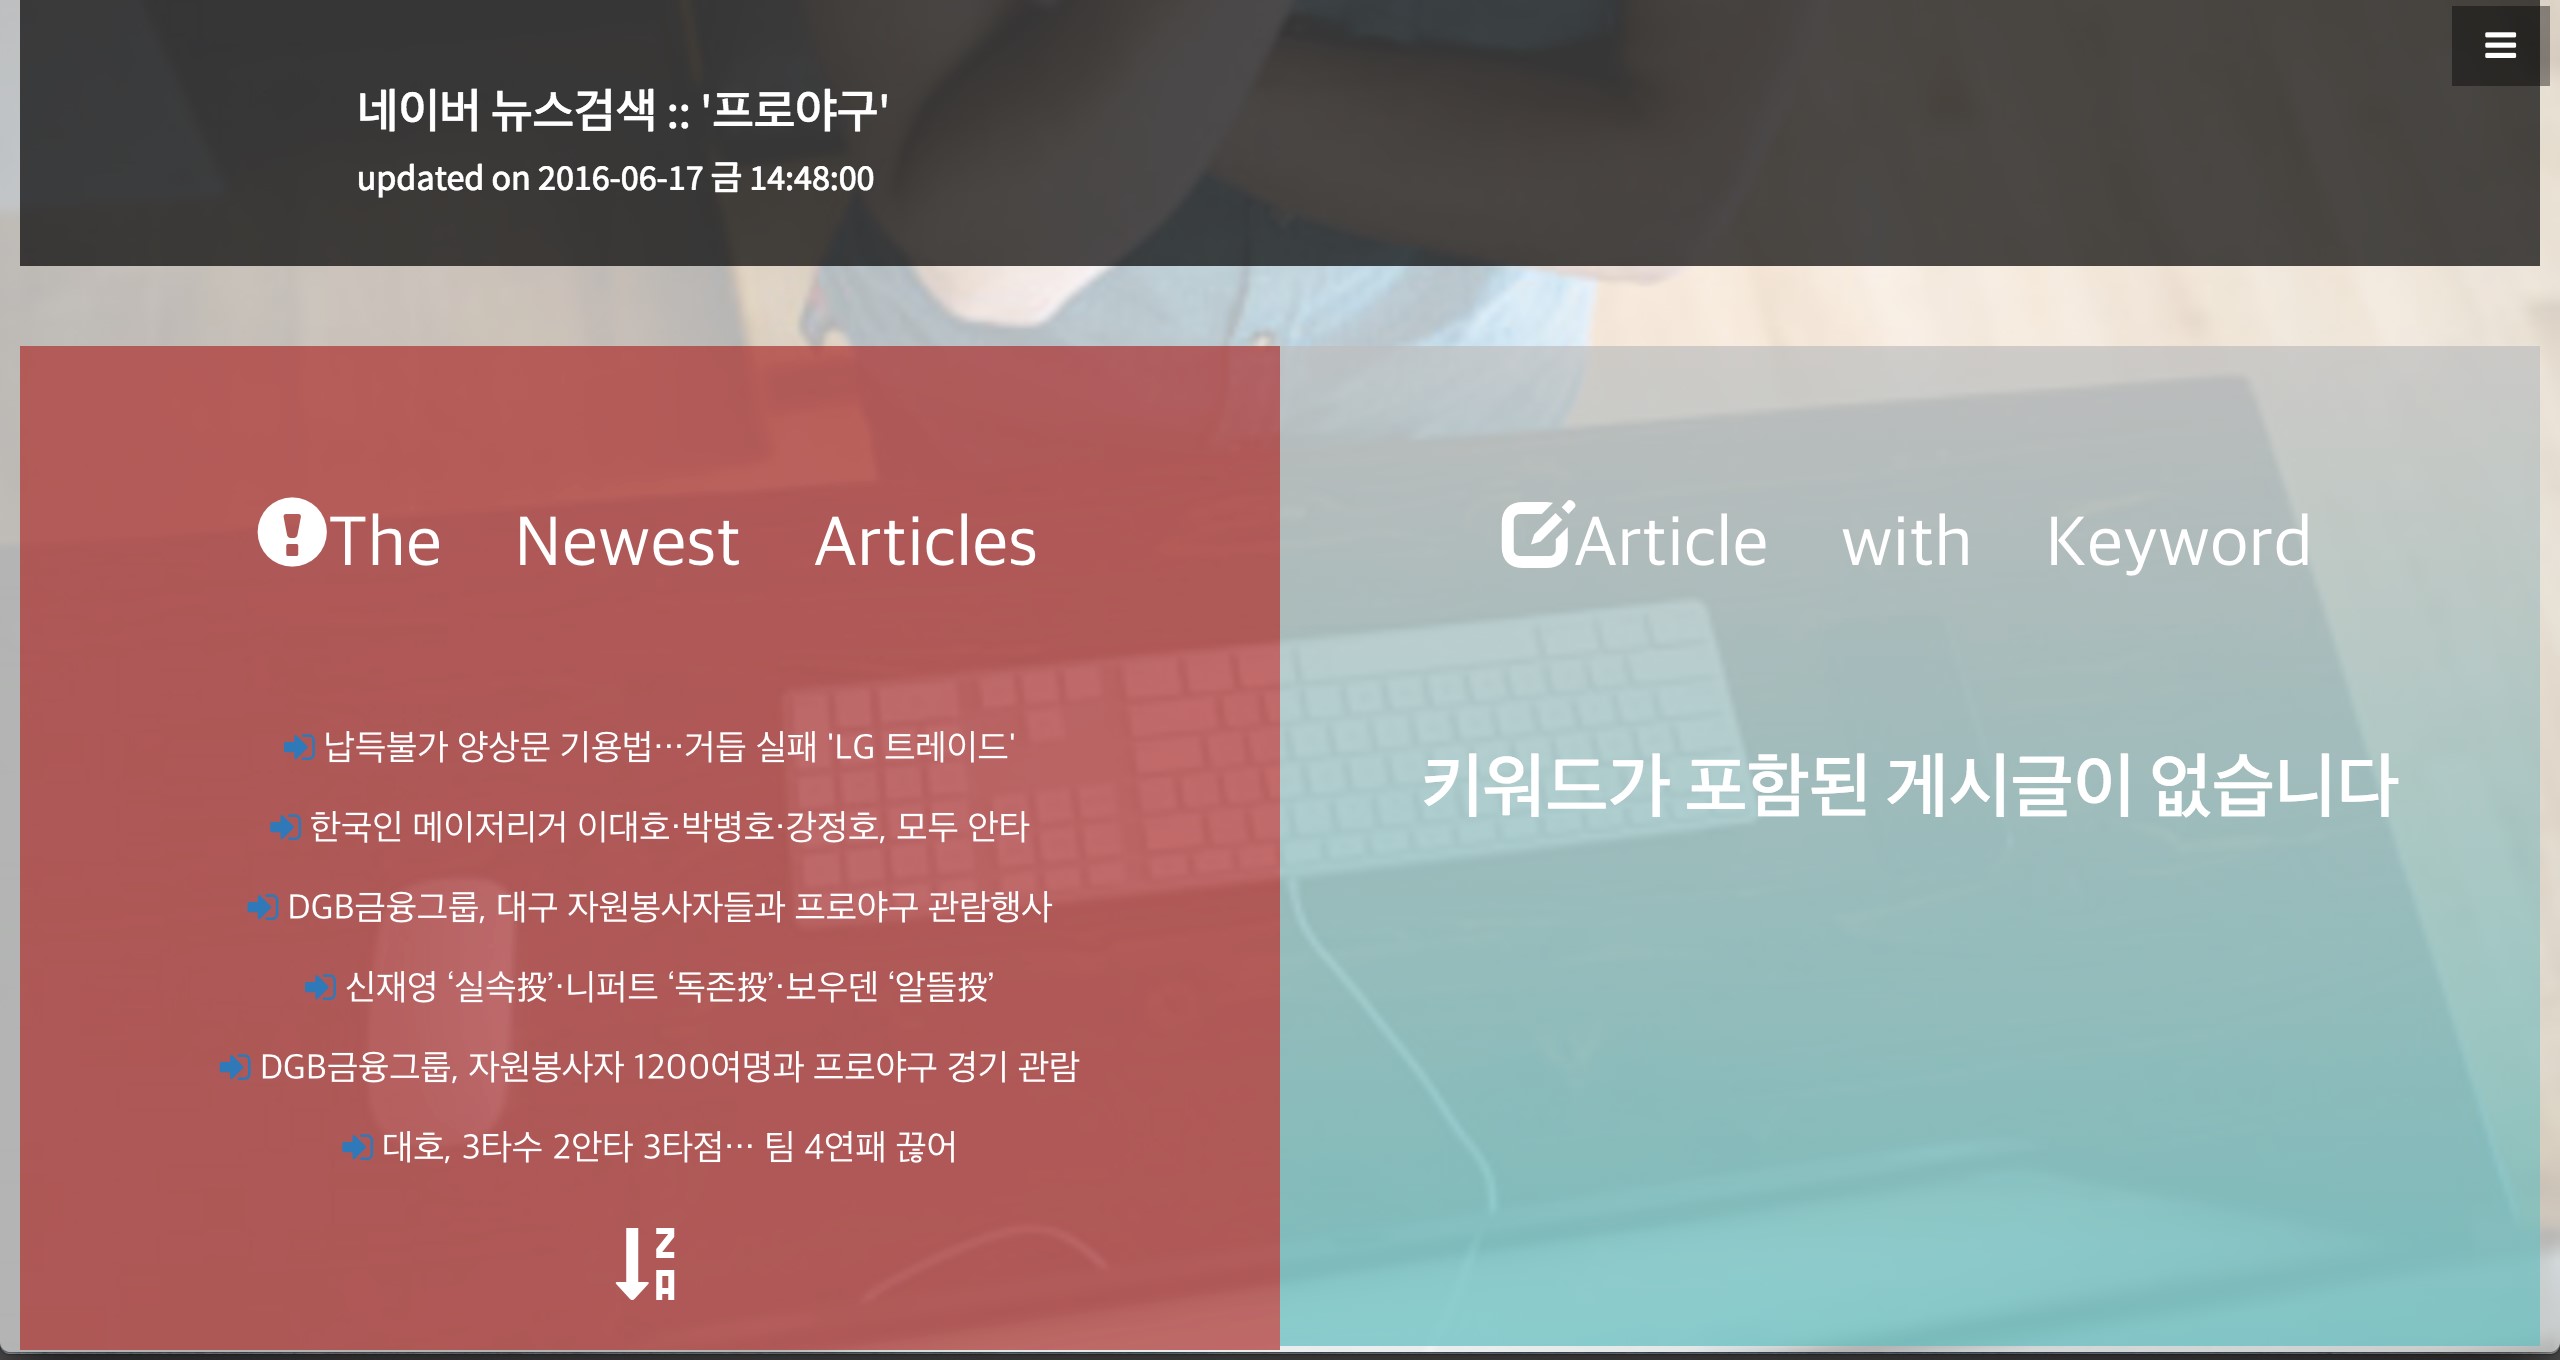 네이버 뉴스검색 :: '프로야구'
updated on 2016-06-17 금 14:48:00
The Newest Articles
납득불가 양상문 기용법…거듭 실패 'LG 트레이드'
한국인 메이저리거 이대호·박병호·강정호, 모두 안타
DGB금융그룹, 대구 자원봉사자들과 프로야구 관람행사
신재영 ‘실속投’·니퍼트 ‘독존投’·보우덴 ‘알뜰投’
DGB금융그룹, 자원봉사자 1200여명과 프로야구 경기 관람
대호, 3타수 2안타 3타점… 팀 4연패 끊어
Z
A
Article with Keyword
키워드가 포함된 게시글이 없습니다